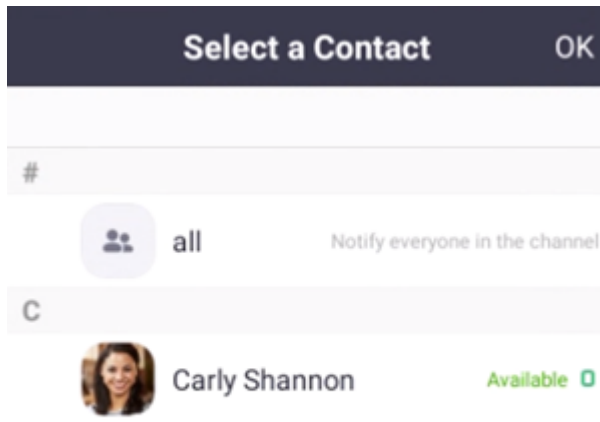 Select a Contact OK
#
all Notify everyone in the channel
C
Carly Shannon Available